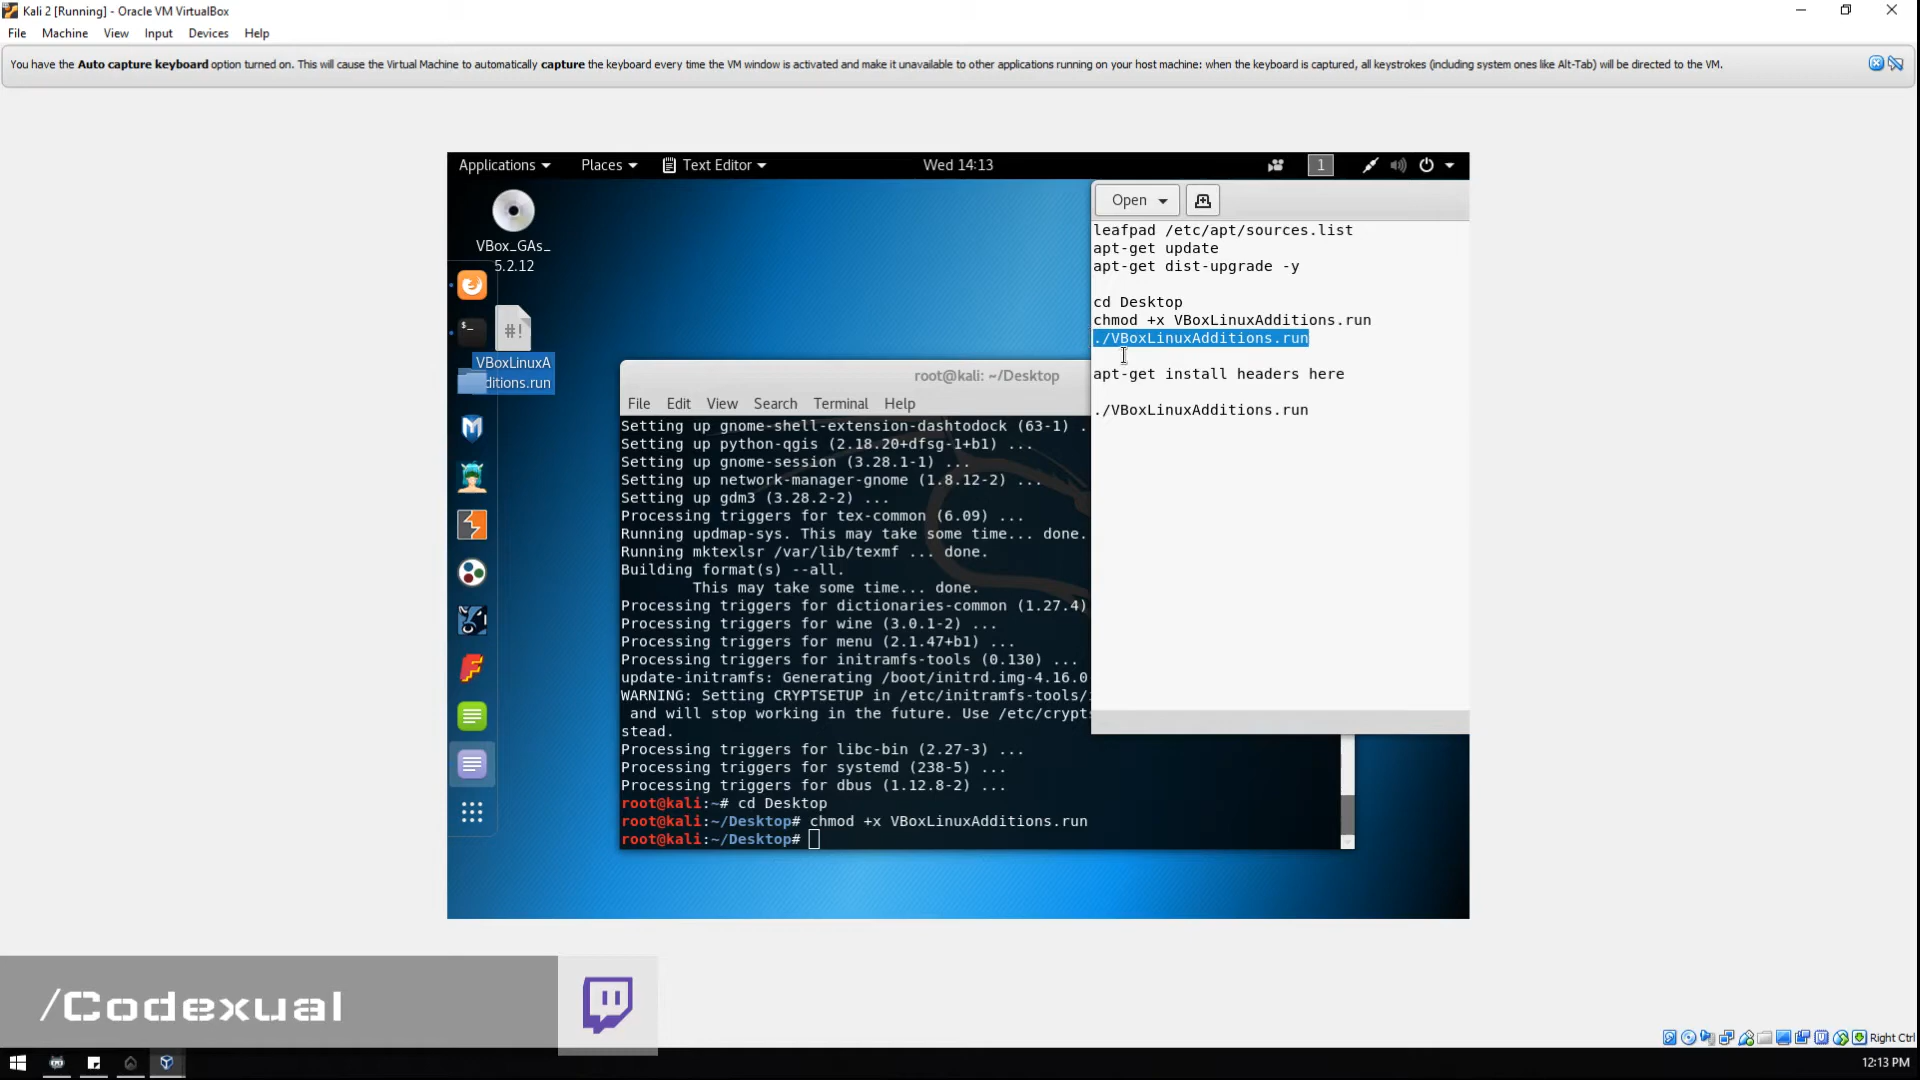 Kali 2 [Running] - Oracle VM VirtualBox
File Machine View Input Devices Help
You have the Auto capture keyboard option turned on. This will cause the Virtual Machine to automatically capture the keyboard every time the VM window is activated and make it unavailable to other applications running on your host machine: when the keyboard is captured, all keystrokes (including system ones like Alt-Tab) will be directed to the VM.
Applications Places Text Editor Wed 14:13 1
VBox_GAs_
5.2.12
#!
VBoxLinuxA
ditions.run
Open
leafpad /etc/apt/sources.list
apt-get update
apt-get dist-upgrade -y
cd Desktop
chmod +x VBoxLinuxAdditions.run
./VBoxLinuxAdditions.run
apt-get install headers here
./VBoxLinuxAdditions.run
root@kali: ~/Desktop
File Edit View Search Terminal Help
Setting up gnome-shell-extension-dashtodock (63-1) .
Setting up python-qgis (2.18.20+dfsg-1+b1) ...
Setting up gnome-session (3.28.1-1) ...
Setting up network-manager-gnome (1.8.12-2) ...
Setting up gdm3 (3.28.2-2) ...
Processing triggers for tex-common (6.09) ...
Running updmap-sys. This may take some time... done.
Running mktexlsr /var/lib/texmf ... done.
Building format(s) --all.
This may take some time... done.
Processing triggers for dictionaries-common (1.27.4)
Processing triggers for wine (3.0.1-2) ...
Processing triggers for menu (2.1.47+b1) ...
Processing triggers for initramfs-tools (0.130) ...
update-initramfs: Generating /boot/initrd.img-4.16.0
WARNING: Setting CRYPTSETUP in /etc/initramfs-tools/
and will stop working in the future. Use /etc/crypt
stead.
Processing triggers for libc-bin (2.27-3) ...
Processing triggers for systemd (238-5) ...
Processing triggers for dbus (1.12.8-2) ...
root@kali:~# cd Desktop
root@kali:~/Desktop# chmod +x VBoxLinuxAdditions.run
root@kali:~/Desktop#
/Codexual
Right Ctrl
12:13 PM